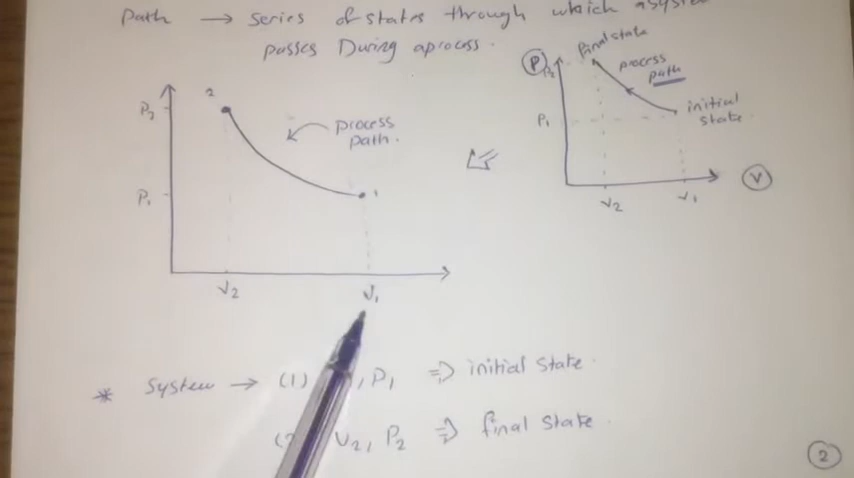 Path → series of states through which a system
passes During a process.
P2
2
process
path.
P1
1
V2
V1
P
P2
final state
process
path
initial
state
P1
V2
V1
V
* System → (1) , P1 ⇒ initial state.
V2, P2 ⇒ final state.
2